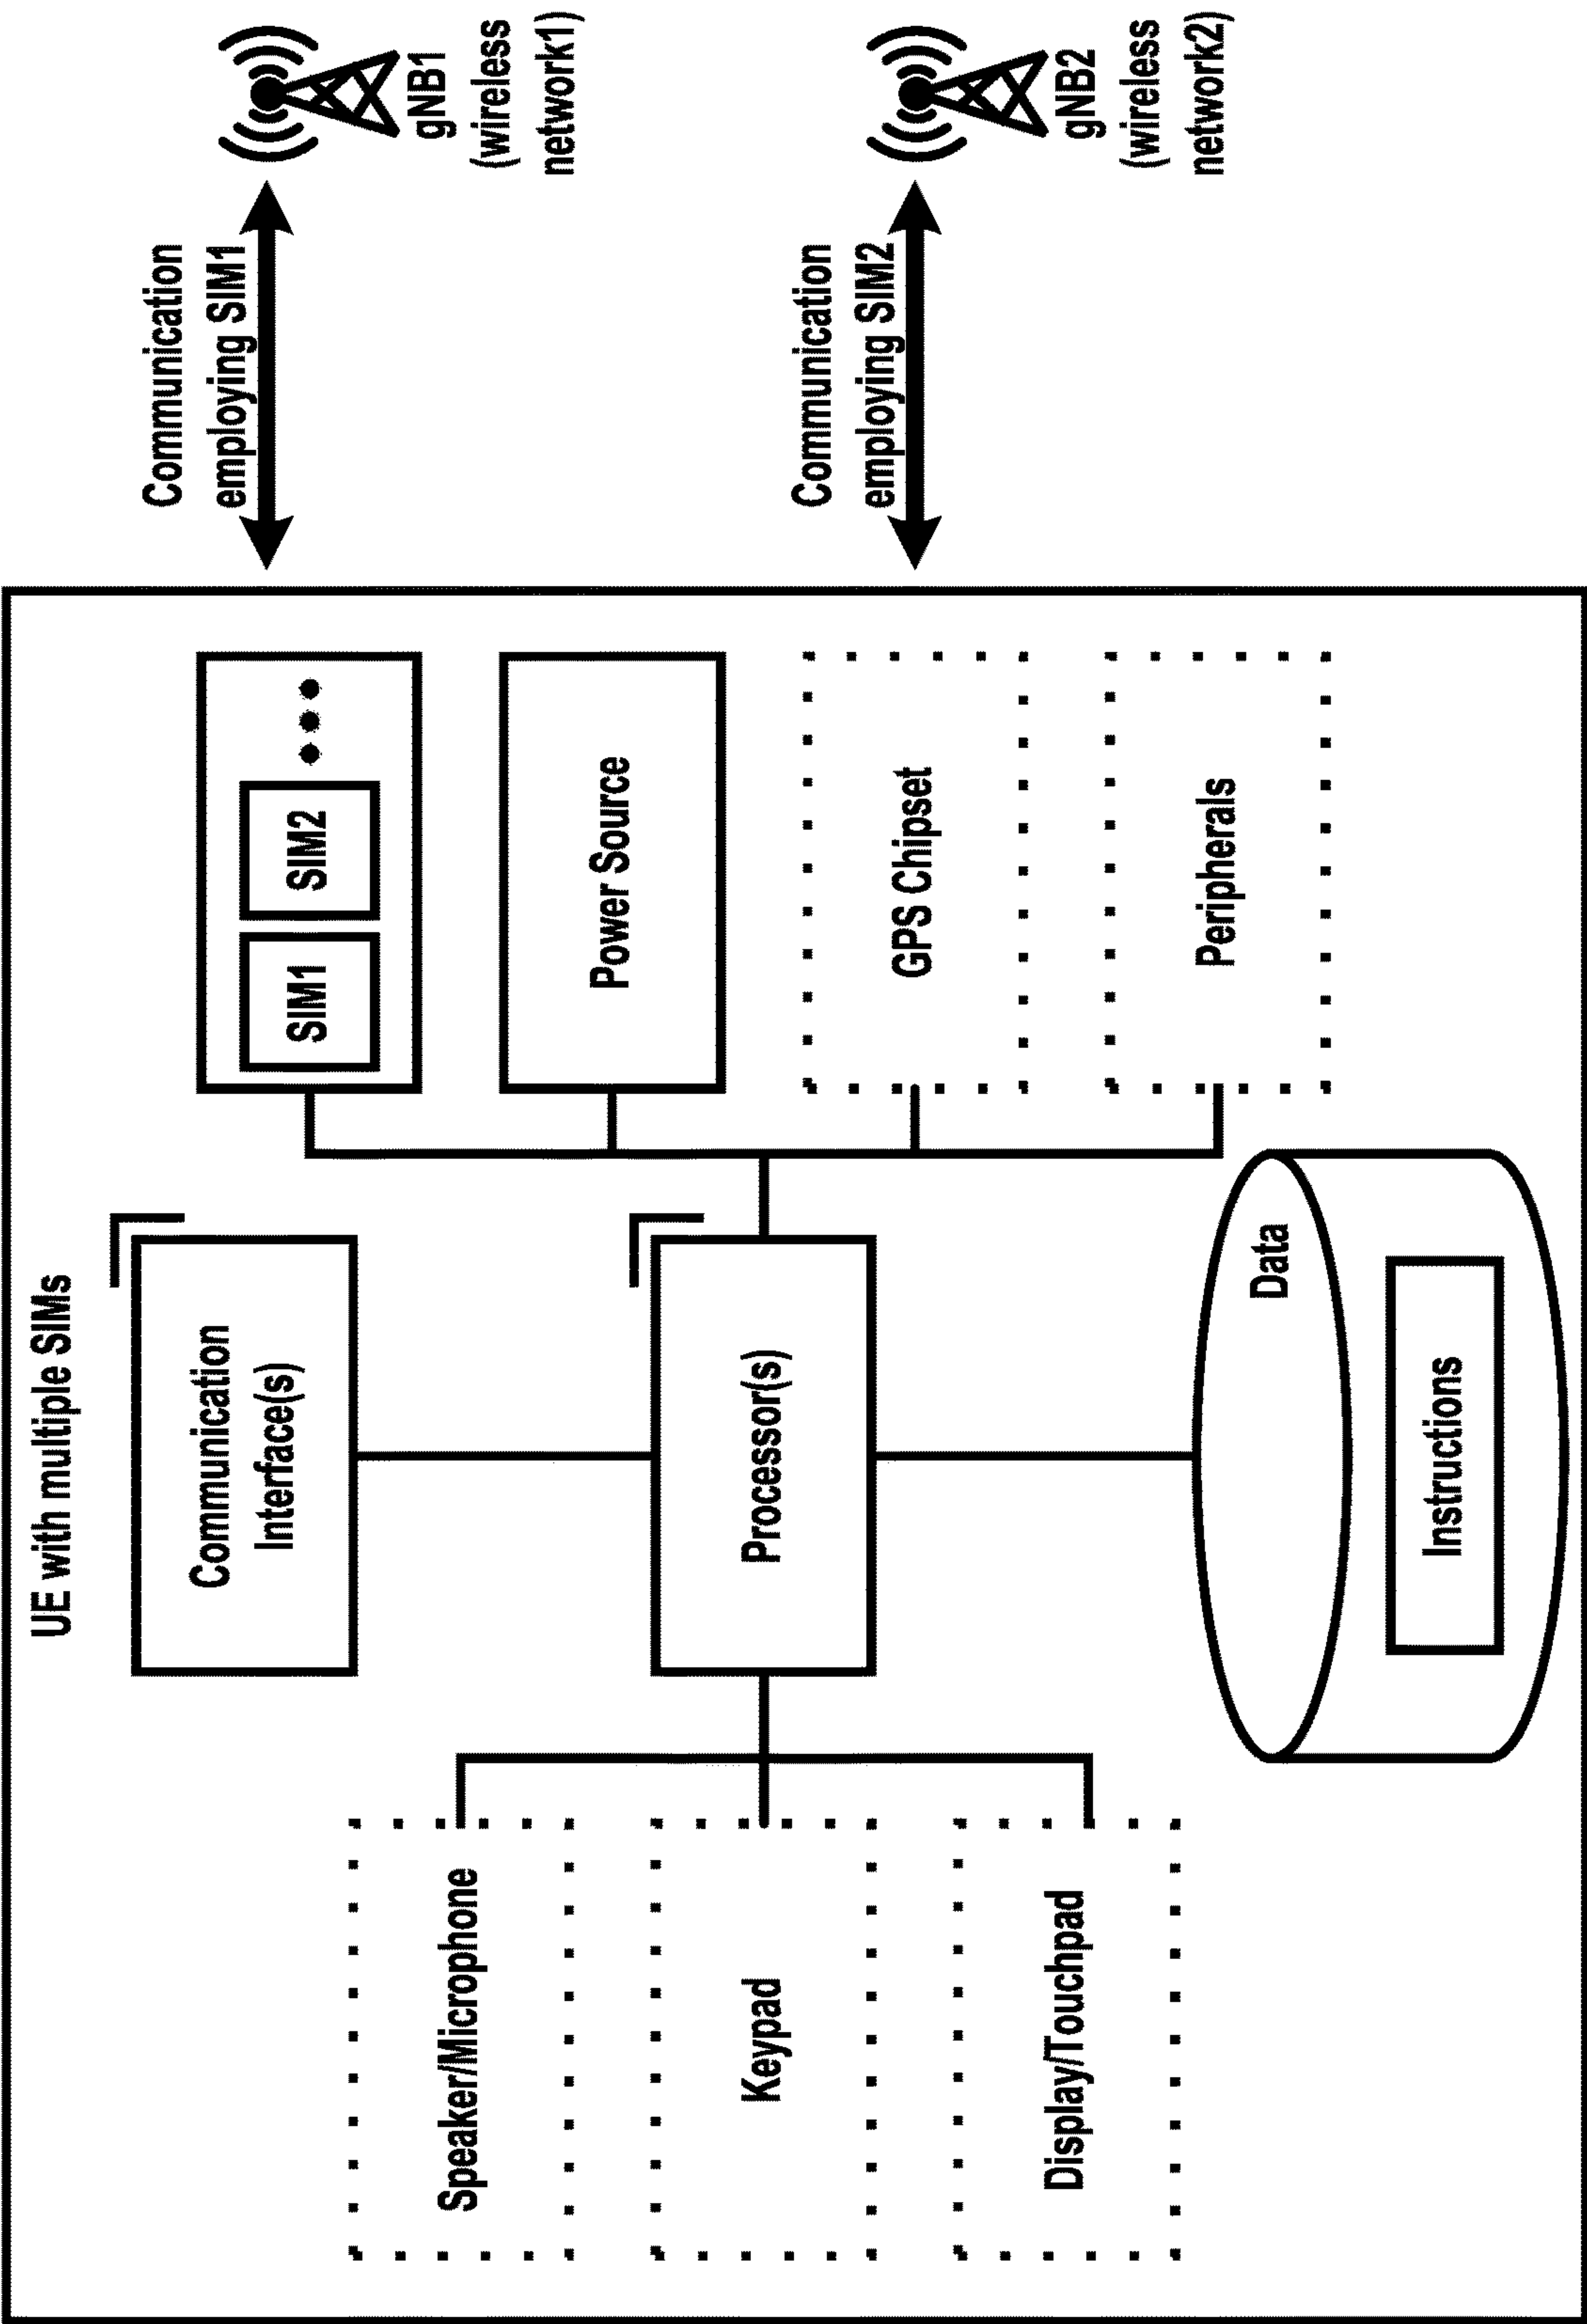 UE with multiple SIMs
Communication
Interface(s)
Speaker/Microphone
Keypad
Display/Touchpad
Processor(s)
Data
Instructions
SIM1
SIM2
Power Source
GPS Chipset
Peripherals
Communication
employing SIM1
gNB1
(wireless
network1)
Communication
employing SIM2
gNB2
(wireless
network2)